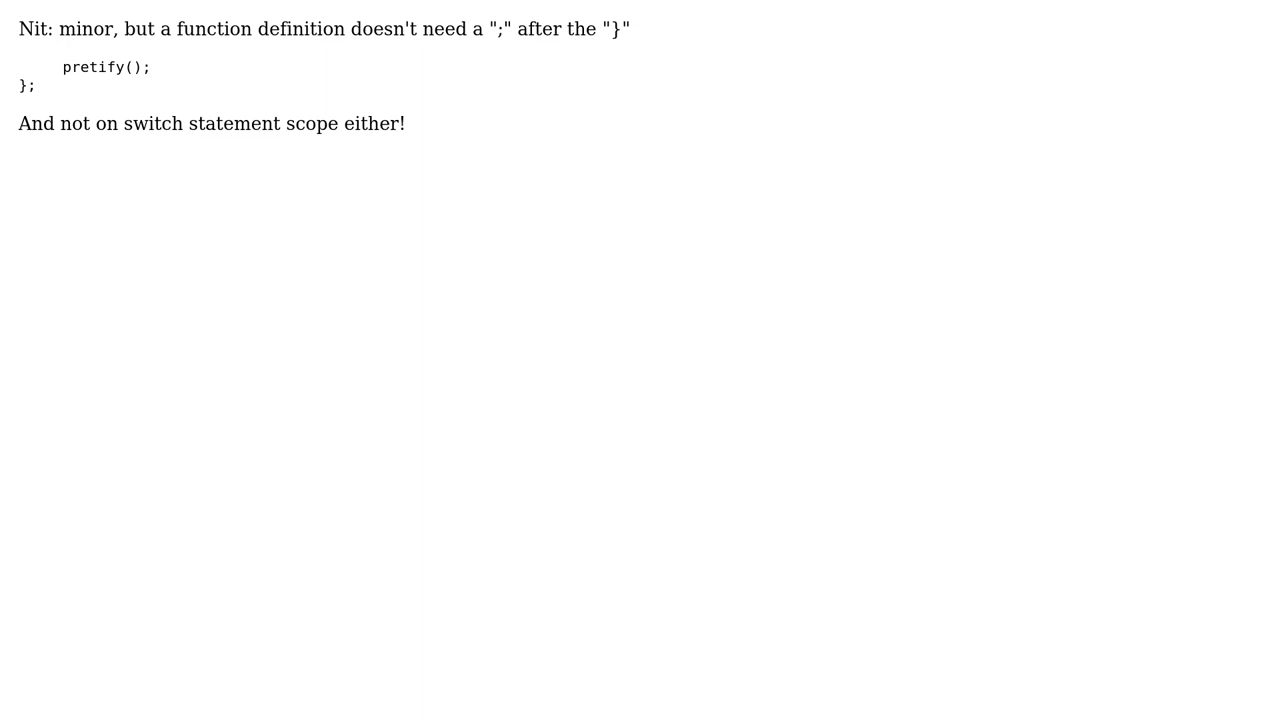 Nit: minor, but a function definition doesn't need a ";" after the "}"
pretify();
};
And not on switch statement scope either!